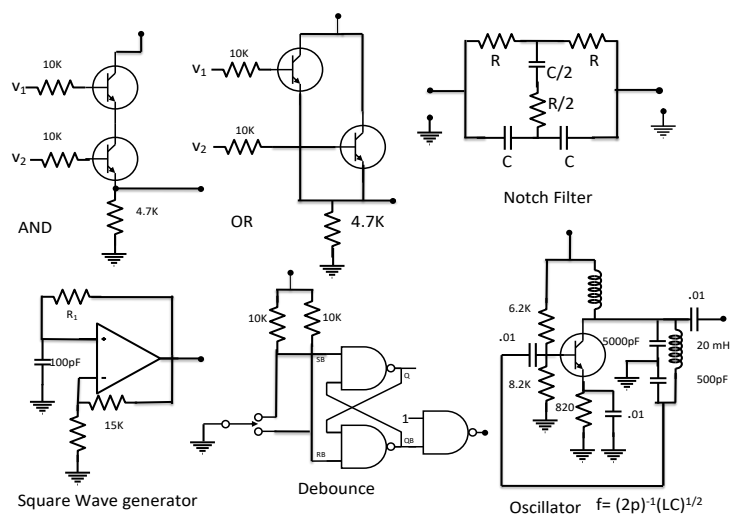 10K
v1
10K
v2
4.7K
AND
10K
v1
10K
v2
4.7K
OR
R
R
C/2
R/2
C
C
Notch Filter
R1
+
100pF
-
15K
Square Wave generator
10K
10K
SB
Q
1
RB
QB
Debounce
.01
6.2K
.01
5000pF
20 mH
8.2K
500pF
820
.01
Oscillator f= (2p)-1(LC)1/2